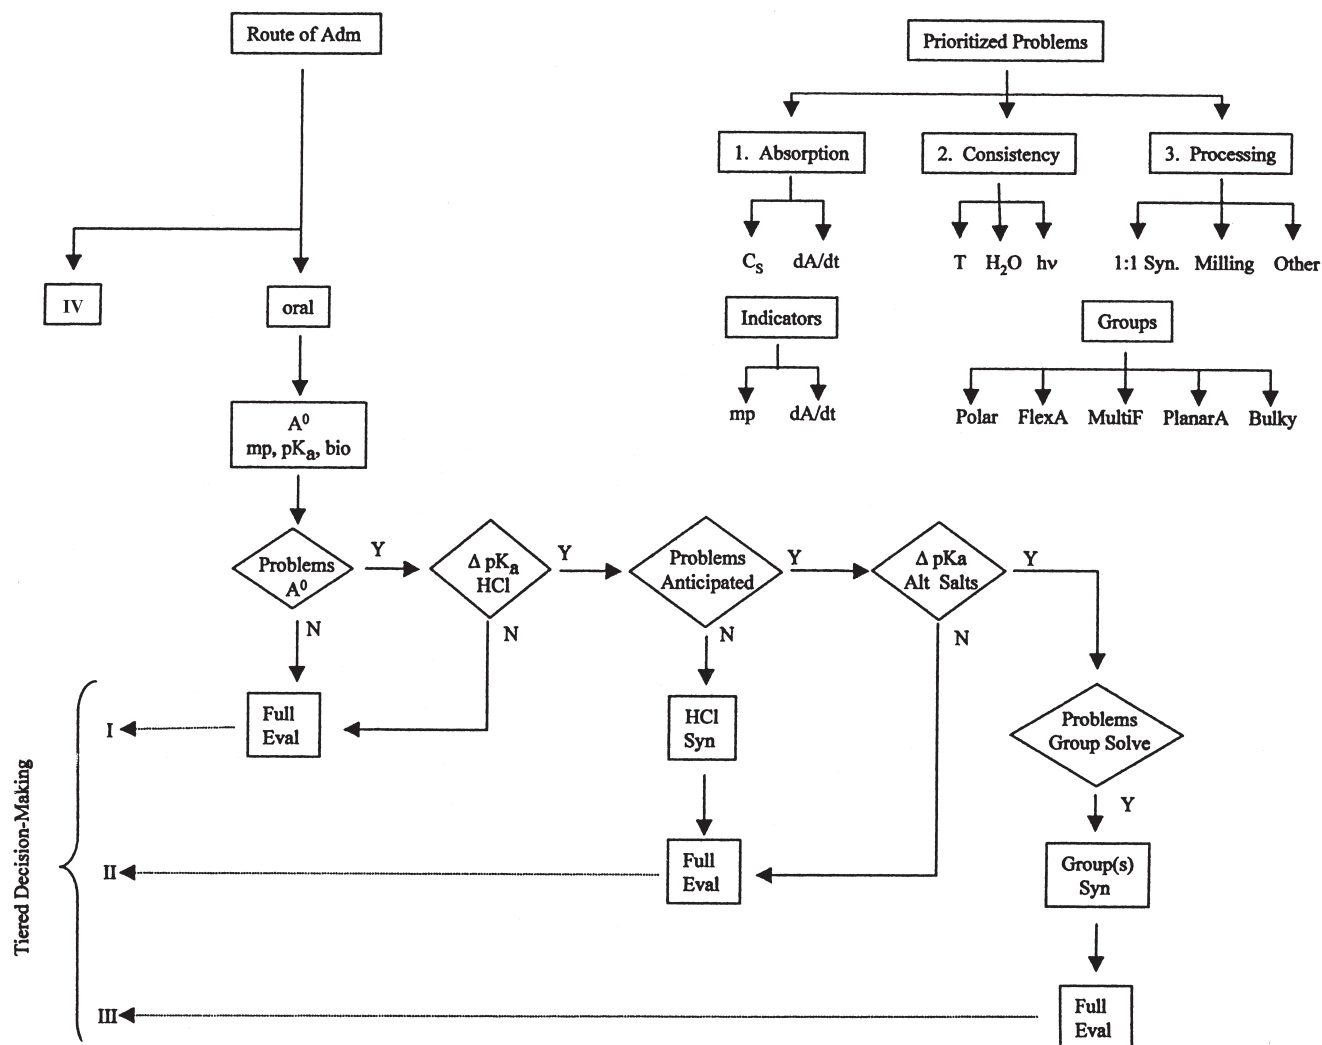 Route of Adm
IV
oral
A⁰
mp, pKₐ, bio
Problems
A⁰
Y
N
Δ pKₐ
HCl
Y
N
Problems
Anticipated
Y
N
Δ pKa
Alt Salts
Y
N
Full
Eval
HCl
Syn
Full
Eval
Problems
Group Solve
Y
Group(s)
Syn
Full
Eval
I
II
III
Tiered Decision-Making
Prioritized Problems
1. Absorption
2. Consistency
3. Processing
Cₛ dA/dt
T H₂O hν
1:1 Syn. Milling Other
Indicators
mp dA/dt
Groups
Polar FlexA MultiF PlanarA Bulky